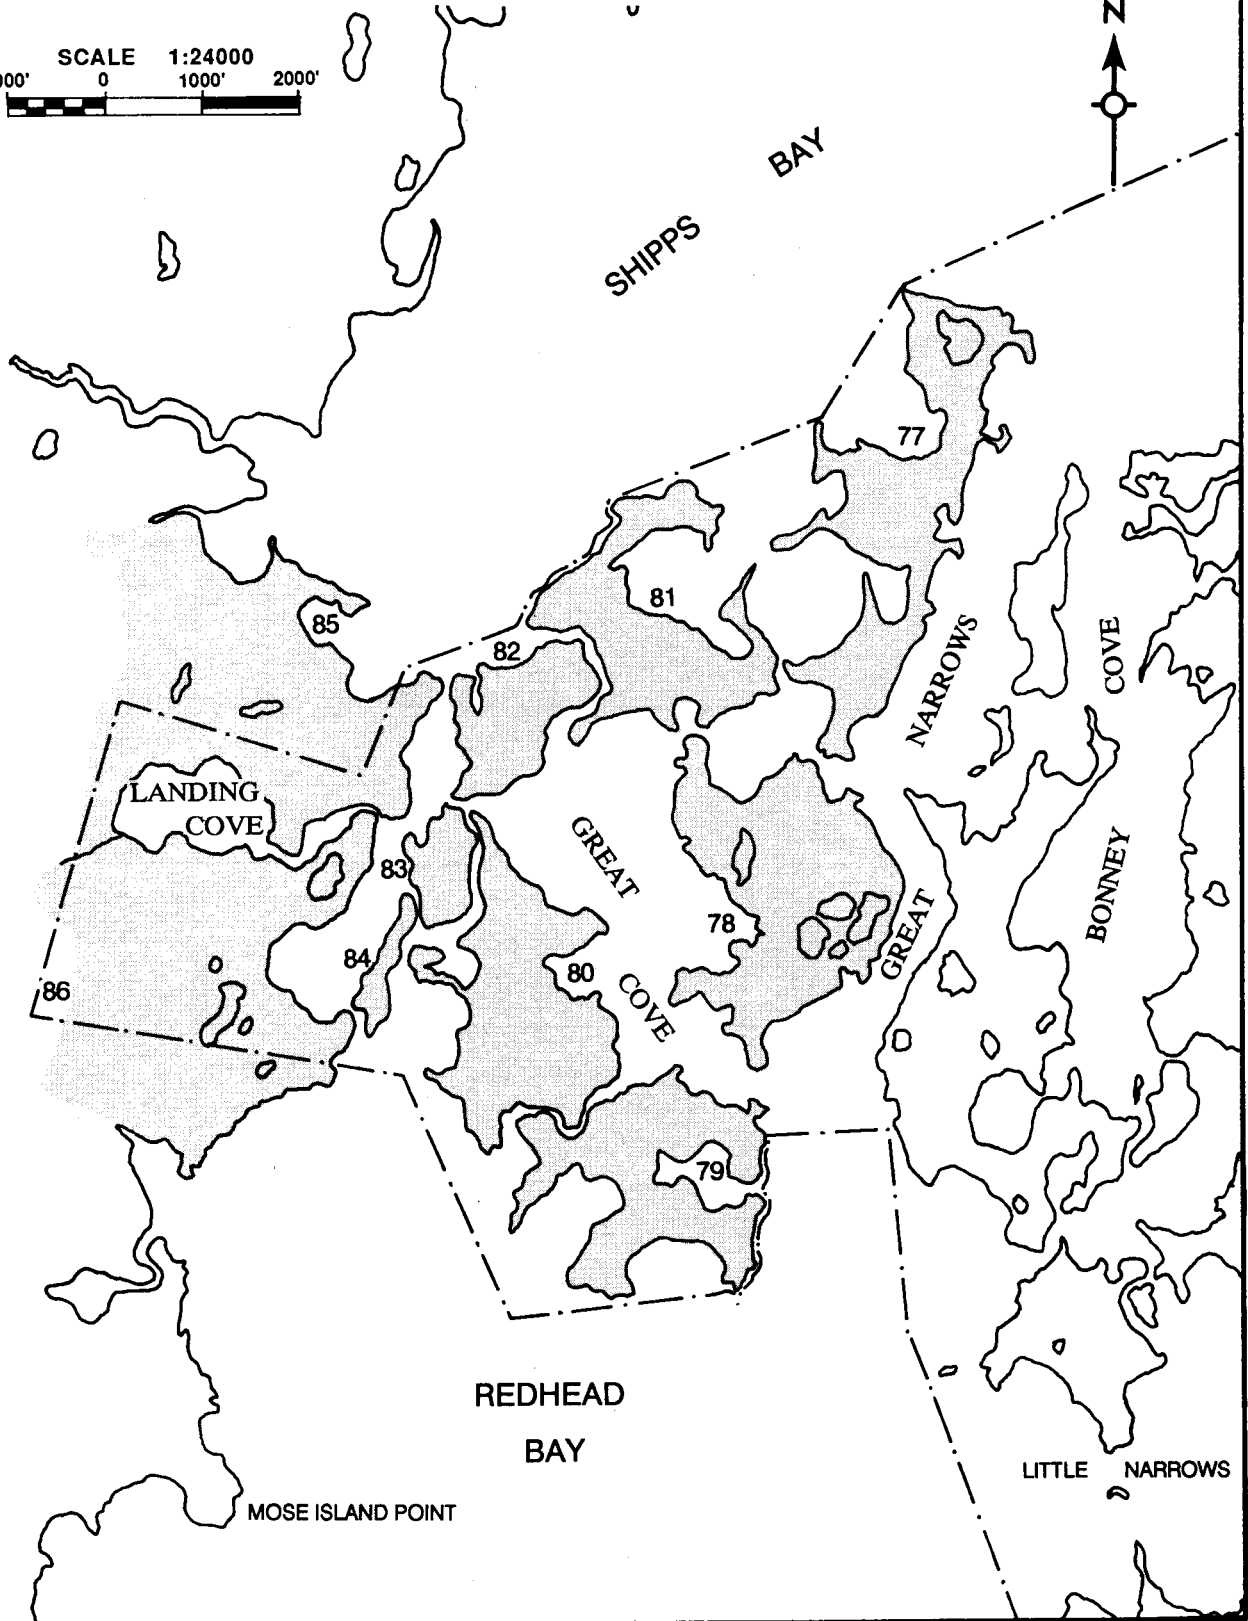 N
SCALE 1:24000
000' 0 1000' 2000'
BAY
SHIPPS
77
81
85
82
COVE
NARROWS
LANDING
COVE
GREAT
83
BONNEY
78
GREAT
84
80
86
COVE
79
REDHEAD
BAY
LITTLE NARROWS
MOSE ISLAND POINT